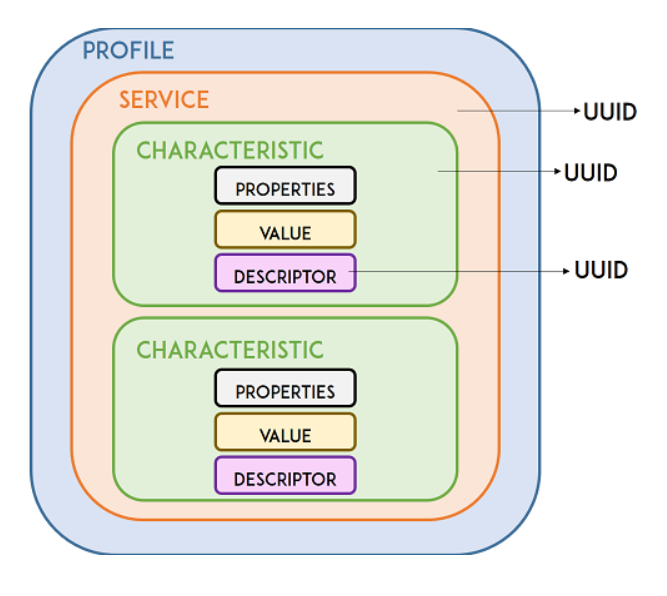 PROFILE
SERVICE
UUID
CHARACTERISTIC
UUID
PROPERTIES
VALUE
DESCRIPTOR
UUID
CHARACTERISTIC
PROPERTIES
VALUE
DESCRIPTOR